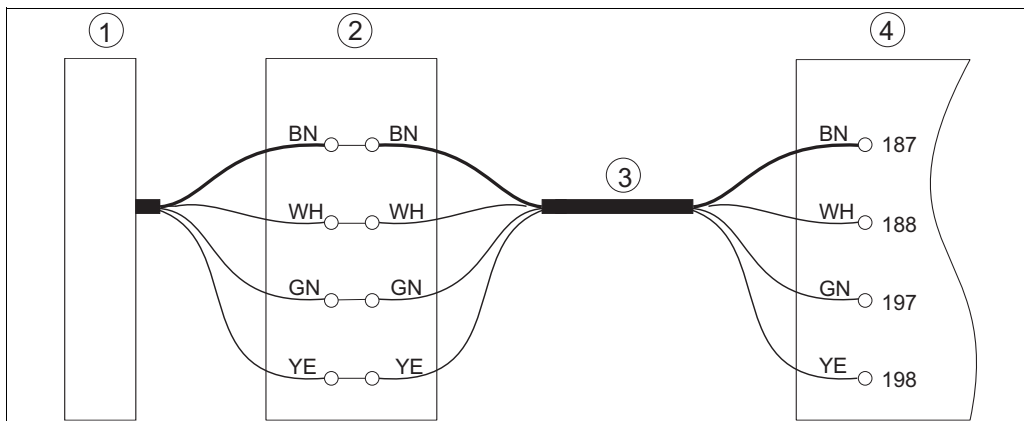 1 2 4
BN BN BN 187
3
WH WH WH 188
GN GN GN 197
YE YE YE 198